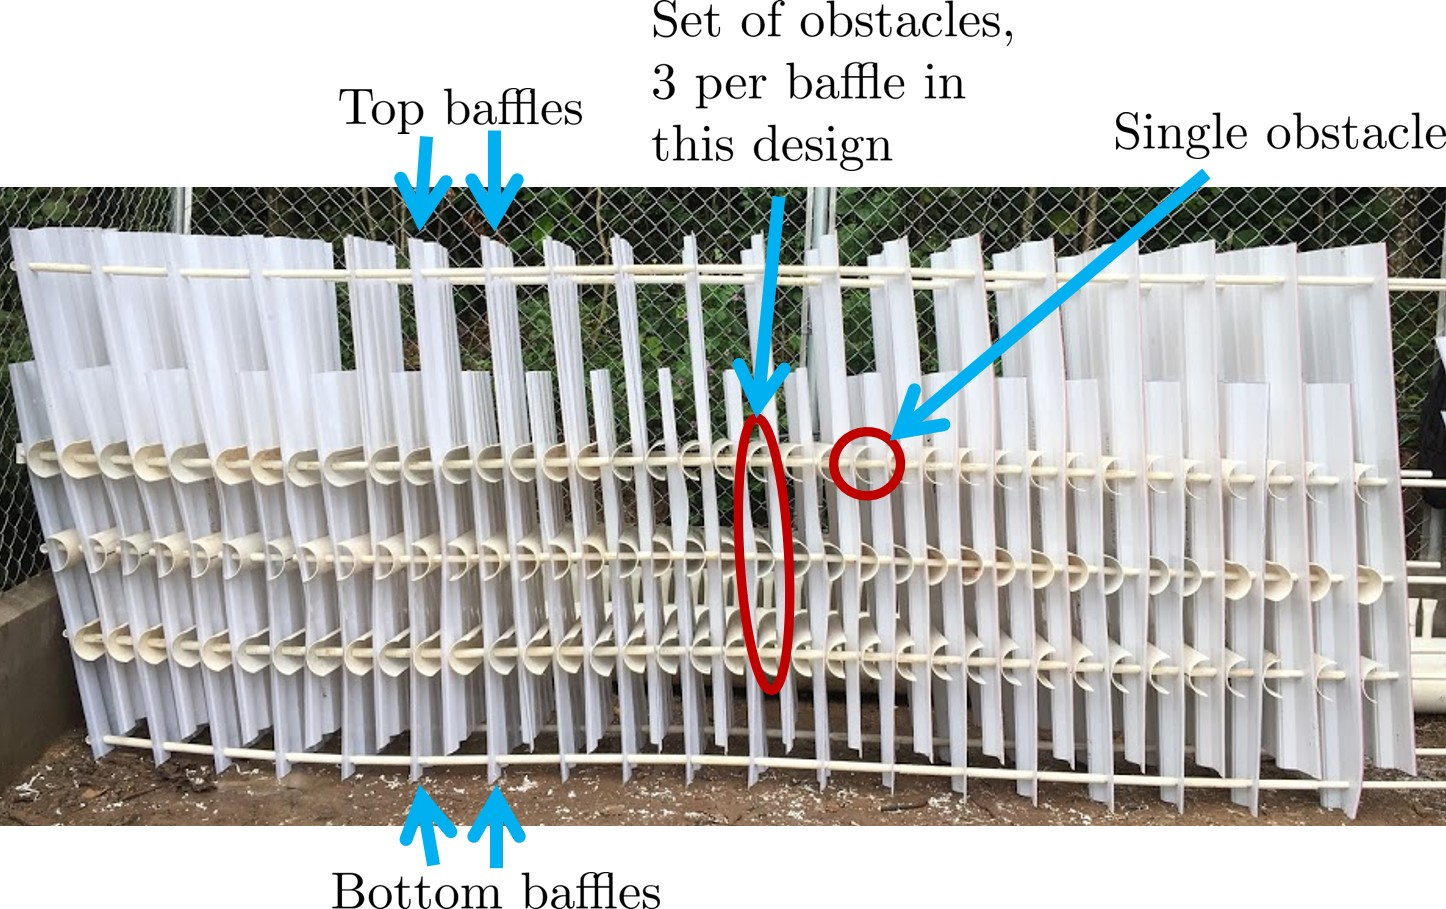 Set of obstacles,
3 per baffle in
this design
Top baffles
Single obstacle
Bottom baffles